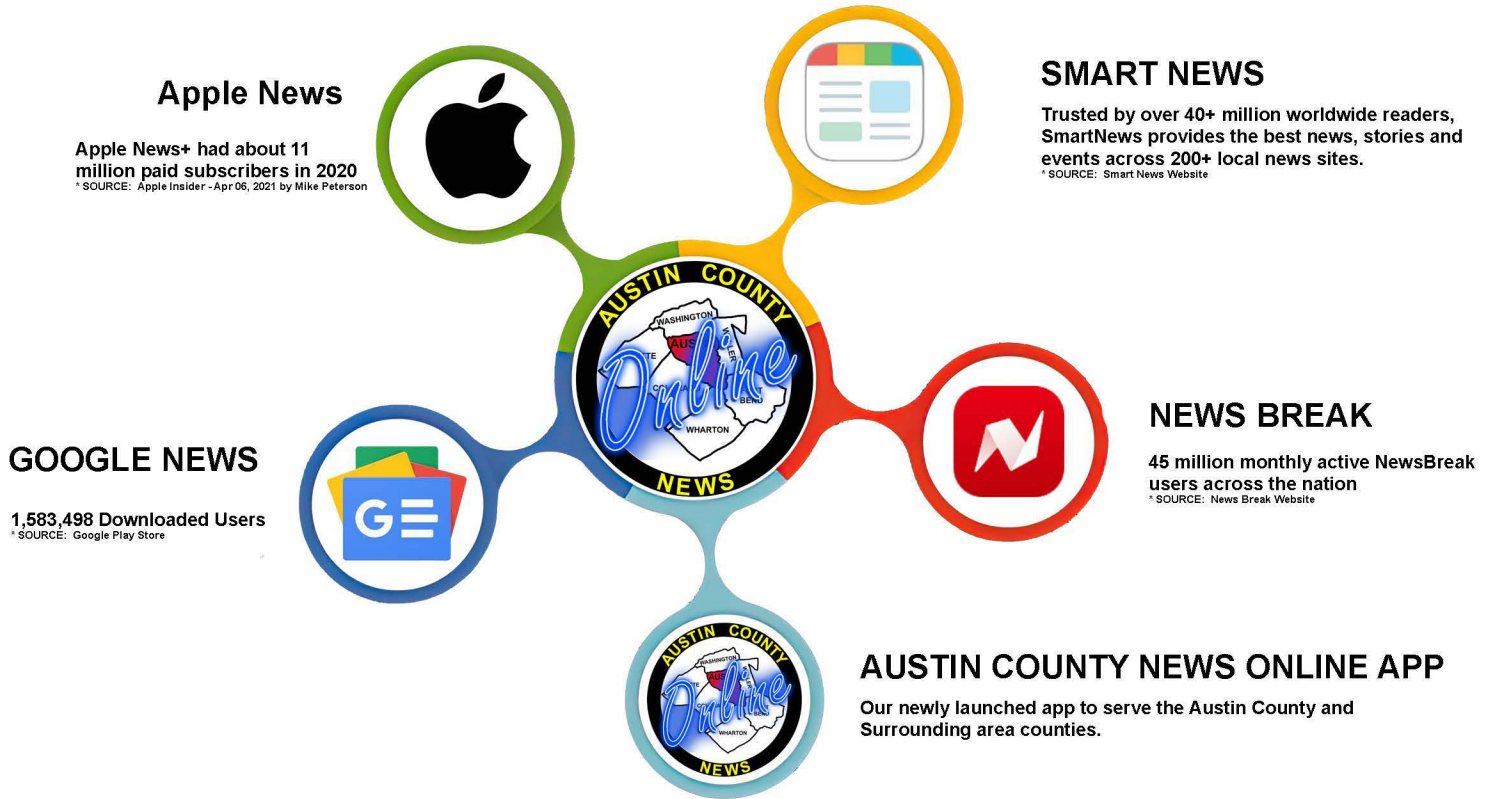 Apple News
Apple News+ had about 11
million paid subscribers in 2020
* SOURCE: Apple Insider - Apr 06, 2021 by Mike Peterson
SMART NEWS
Trusted by over 40+ million worldwide readers,
SmartNews provides the best news, stories and
events across 200+ local news sites.
* SOURCE: Smart News Website
AUSTIN COUNTY
WASHINGTON
Online
WHARTON
NEWS
NEWS BREAK
45 million monthly active NewsBreak
users across the nation
* SOURCE: News Break Website
GOOGLE NEWS
1,583,498 Downloaded Users
* SOURCE: Google Play Store
GE
AUSTIN COUNTY
WASHINGTON
Online
WHARTON
NEWS
AUSTIN COUNTY NEWS ONLINE APP
Our newly launched app to serve the Austin County and
Surrounding area counties.